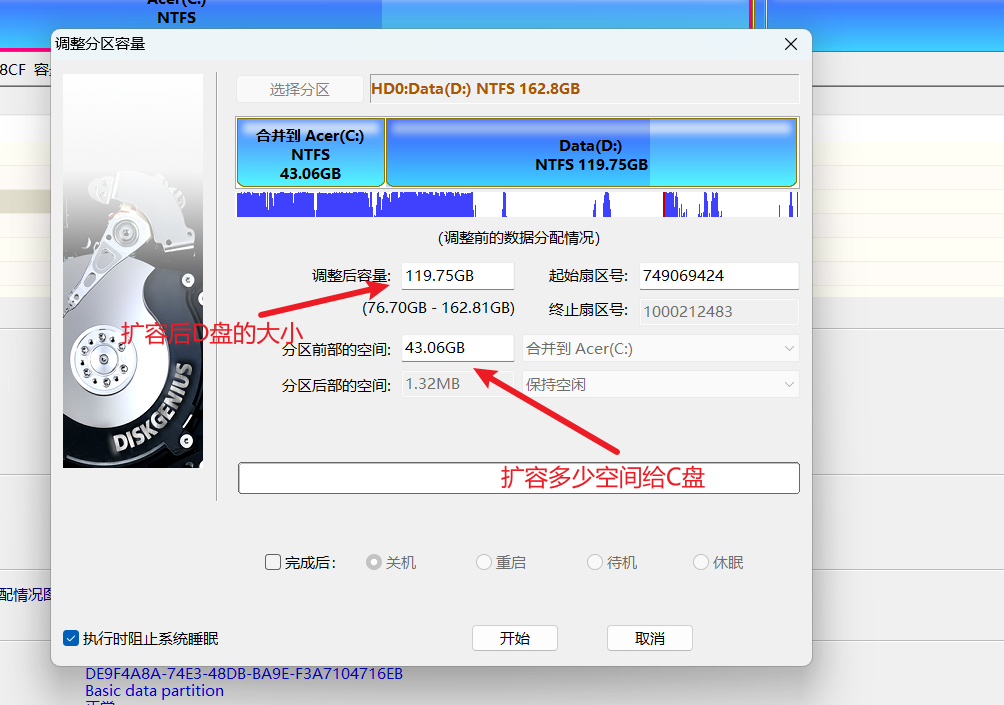 Acer(C:)
NTFS
调整分区容量
8CF 容
选择分区
HD0:Data(D:) NTFS 162.8GB
合并到 Acer(C:)
NTFS
43.06GB
Data(D:)
NTFS 119.75GB
(调整前的数据分配情况)
调整后容量: 119.75GB 起始扇区号: 749069424
(76.70GB - 162.81GB) 终止扇区号: 1000212483
扩容后D盘的大小
分区前部的空间: 43.06GB 合并到 Acer(C:)
分区后部的空间: 1.32MB 保持空闲
DISKGENIUS
扩容多少空间给C盘
完成后: 关机 重启 待机 休眠
配情况图
执行时阻止系统睡眠 开始 取消
DE9F4A8A-74E3-48DB-BA9E-F3A7104716EB
Basic data partition
正常